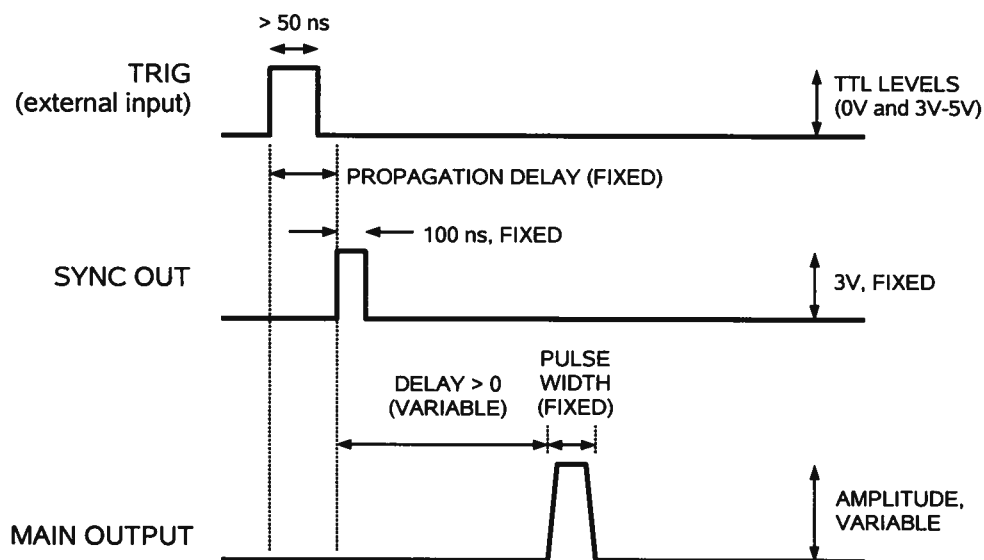 > 50 ns
TRIG
(external input)
TTL LEVELS
(0V and 3V-5V)
PROPAGATION DELAY (FIXED)
100 ns, FIXED
SYNC OUT
3V, FIXED
PULSE
WIDTH
(FIXED)
DELAY > 0
(VARIABLE)
AMPLITUDE,
VARIABLE
MAIN OUTPUT